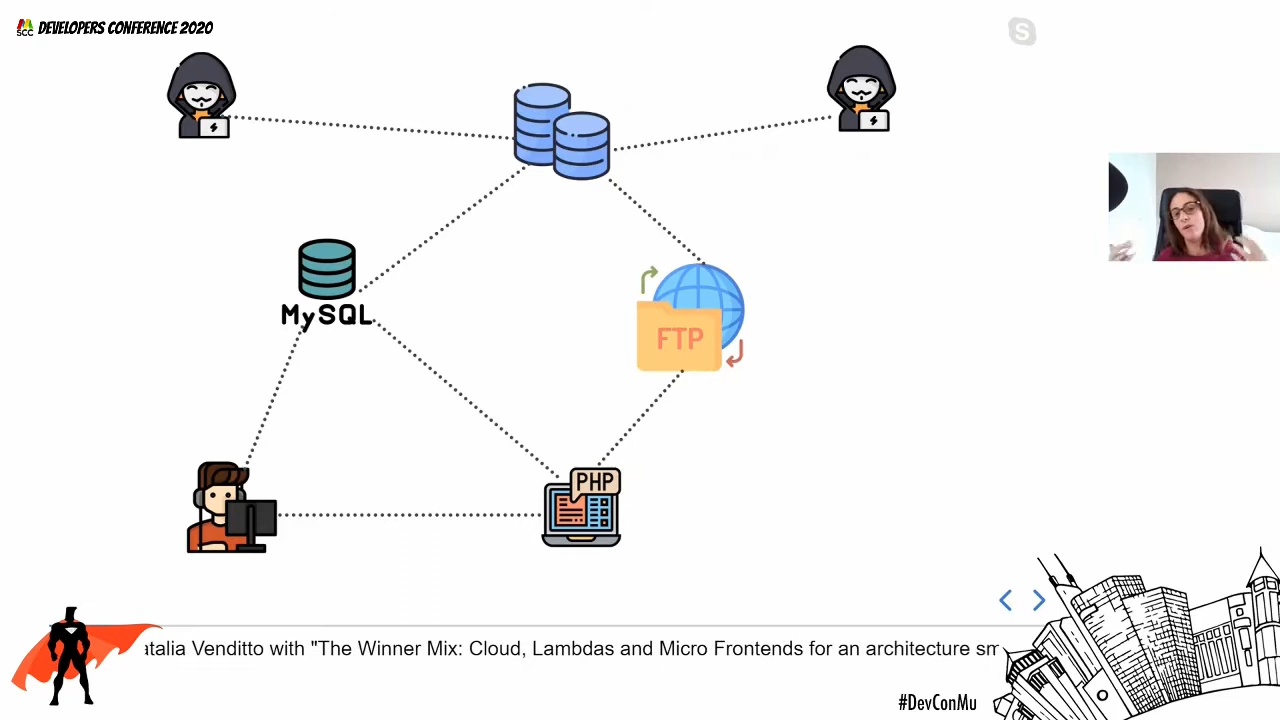 SCC DEVELOPERS CONFERENCE 2020
S
MySQL
FTP
PHP
atalia Venditto with "The Winner Mix: Cloud, Lambdas and Micro Frontends for an architecture sm
#DevConMu